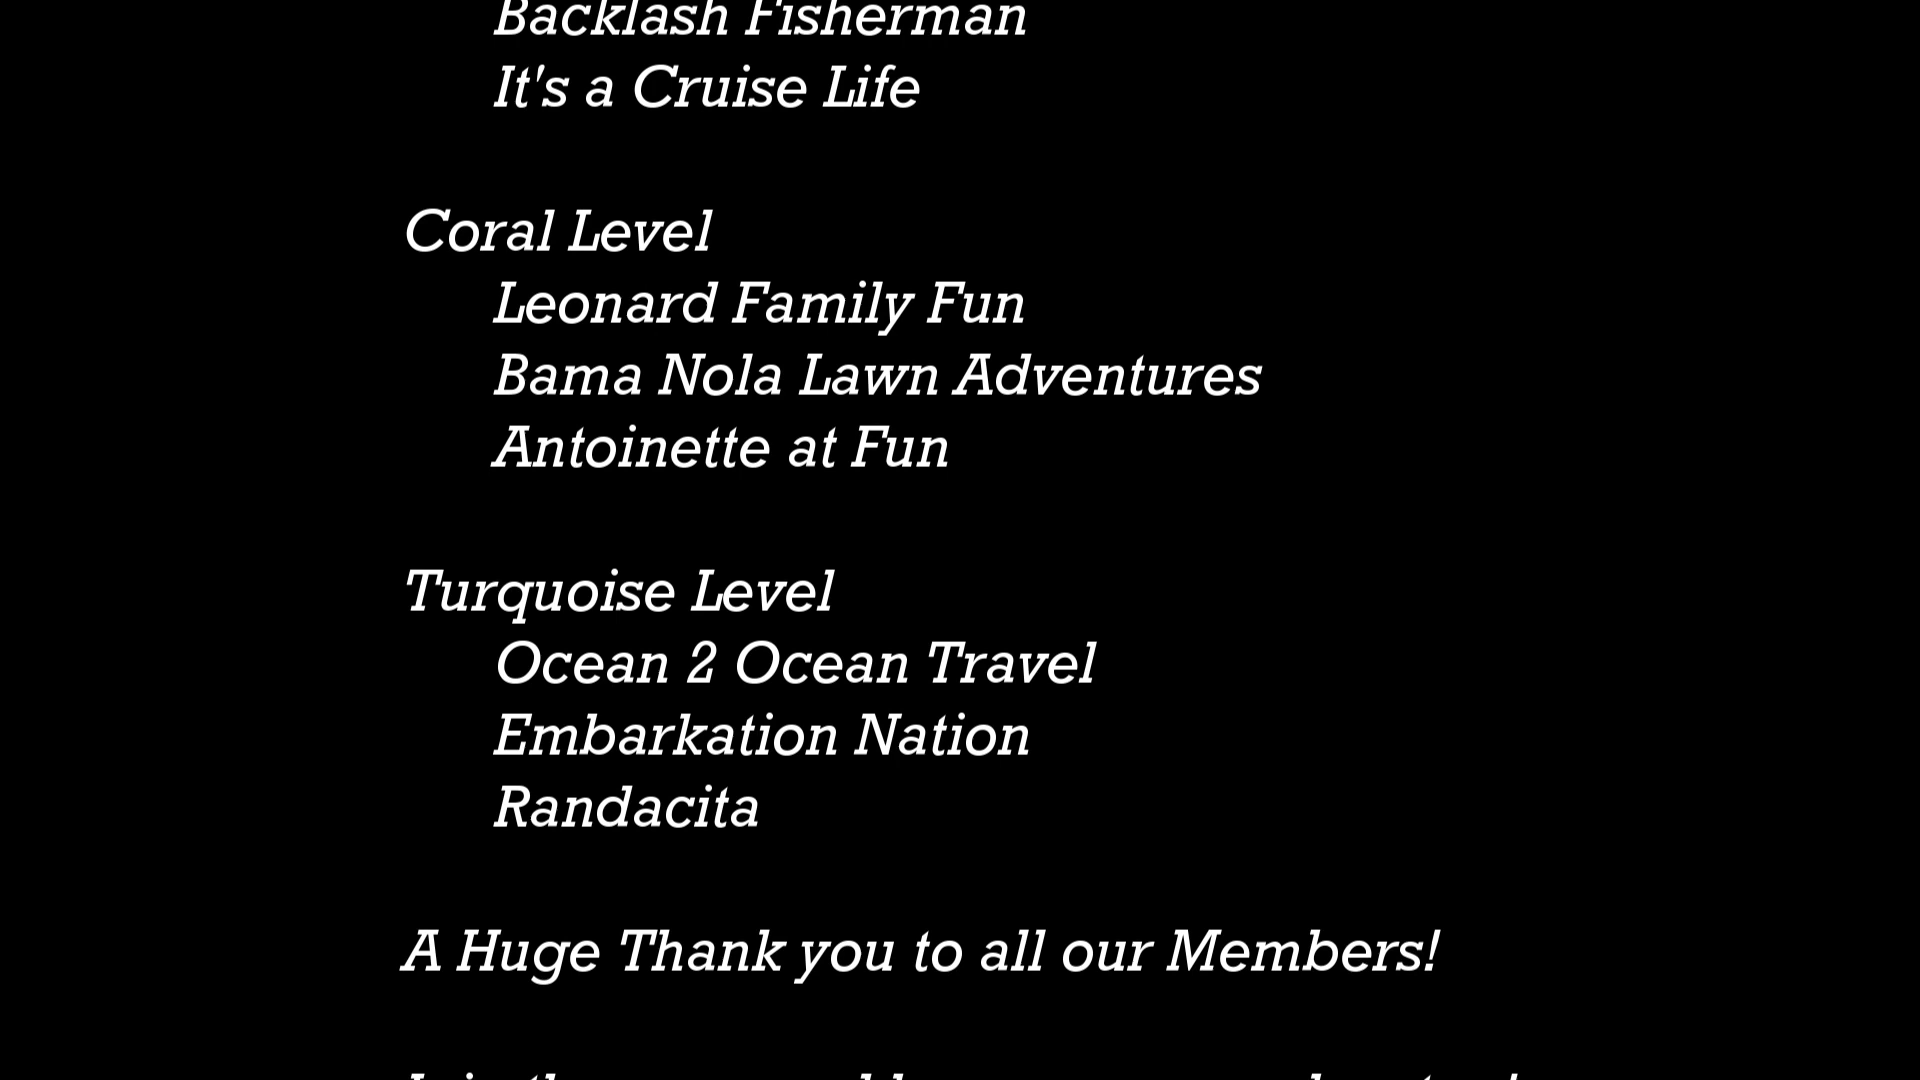 Backlash Fisherman
It's a Cruise Life
Coral Level
Leonard Family Fun
Bama Nola Lawn Adventures
Antoinette at Fun
Turquoise Level
Ocean 2 Ocean Travel
Embarkation Nation
Randacita
A Huge Thank you to all our Members!